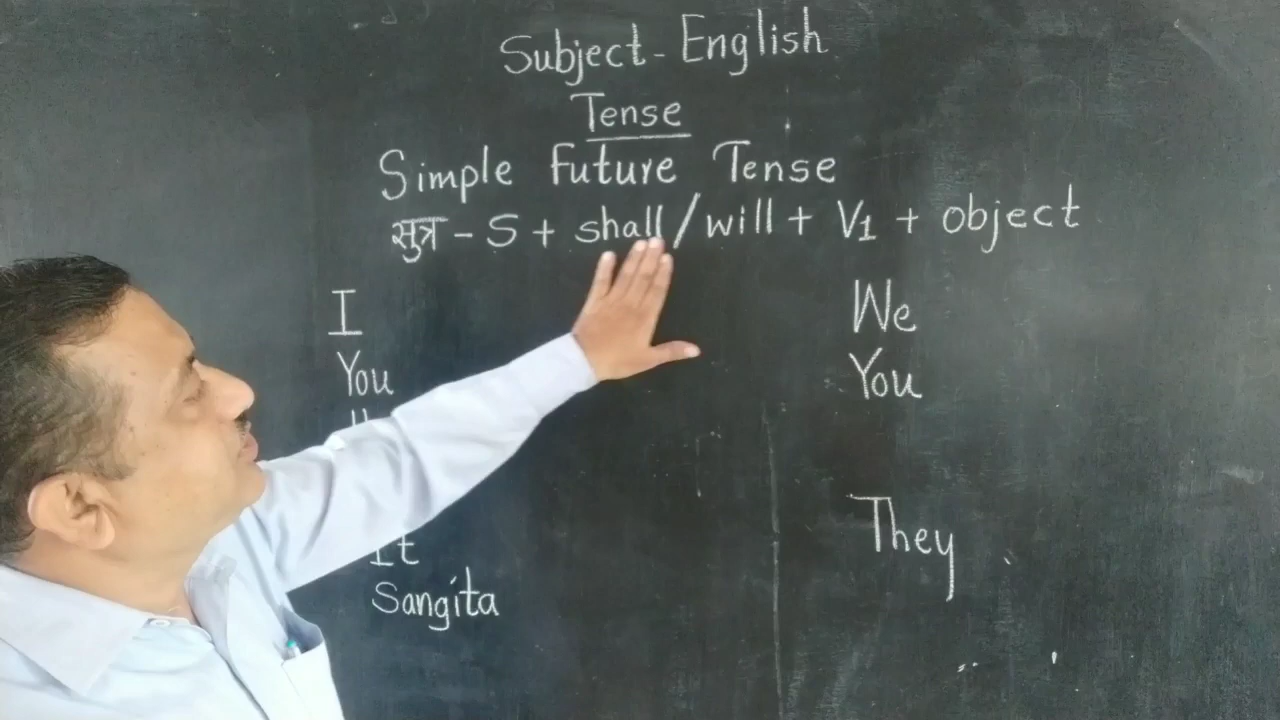 Subject - English
Tense
Simple Future Tense
सुत्र - S + shall / will + V1 + object
I
You
It
Sangita
We
You
They